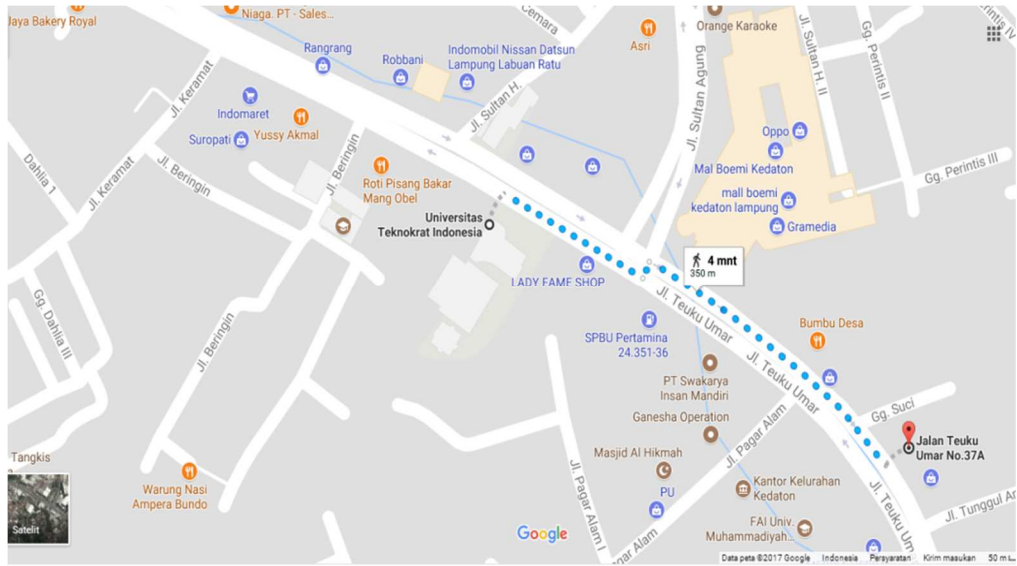 Jaya Bakery Royal
Niaga. PT - Sales...
Cemara
Asri
Orange Karaoke
Rangrang
Robbani
Indomobil Nissan Datsun
Lampung Labuan Ratu
Jl. Sultan H.
Jl. Sultan Agung
Jl. Sultan H. II
Gg. Perintis II
Perintis IV
Jl. Keramat
Indomaret
Suropati
Yussy Akmal
Jl. Beringin
Jl. Beringin
Oppo
Mal Boemi Kedaton
Gg. Perintis III
Dahlia 1
Jl. Keramat
Roti Pisang Bakar
Mang Obel
mall boemi
kedaton lampung
Gramedia
Universitas
Teknokrat Indonesia
4 mnt
350 m
LADY FAME SHOP
Jl. Teuku Umar
Gg. Dahlia III
Jl. Beringin
SPBU Pertamina
24.351-36
Bumbu Desa
Jl. Teuku Umar
PT Swakarya
Insan Mandiri
Ganesha Operation
Gg. Suci
Jl. Pagar Alam
Jalan Teuku
Umar No.37A
Masjid Al Hikmah
PU
Tangkis
Warung Nasi
Ampera Bundo
Jl. Pagar Alam I
Kantor Kelurahan
Kedaton
Jl. Teuku Um
Jl. Tunggul Ar
FAI Univ.
Muhammadiyah...
agar Alam
Satelit
Google
Data peta ©2017 Google Indonesia Persyaratan Kirim masukan 50 m